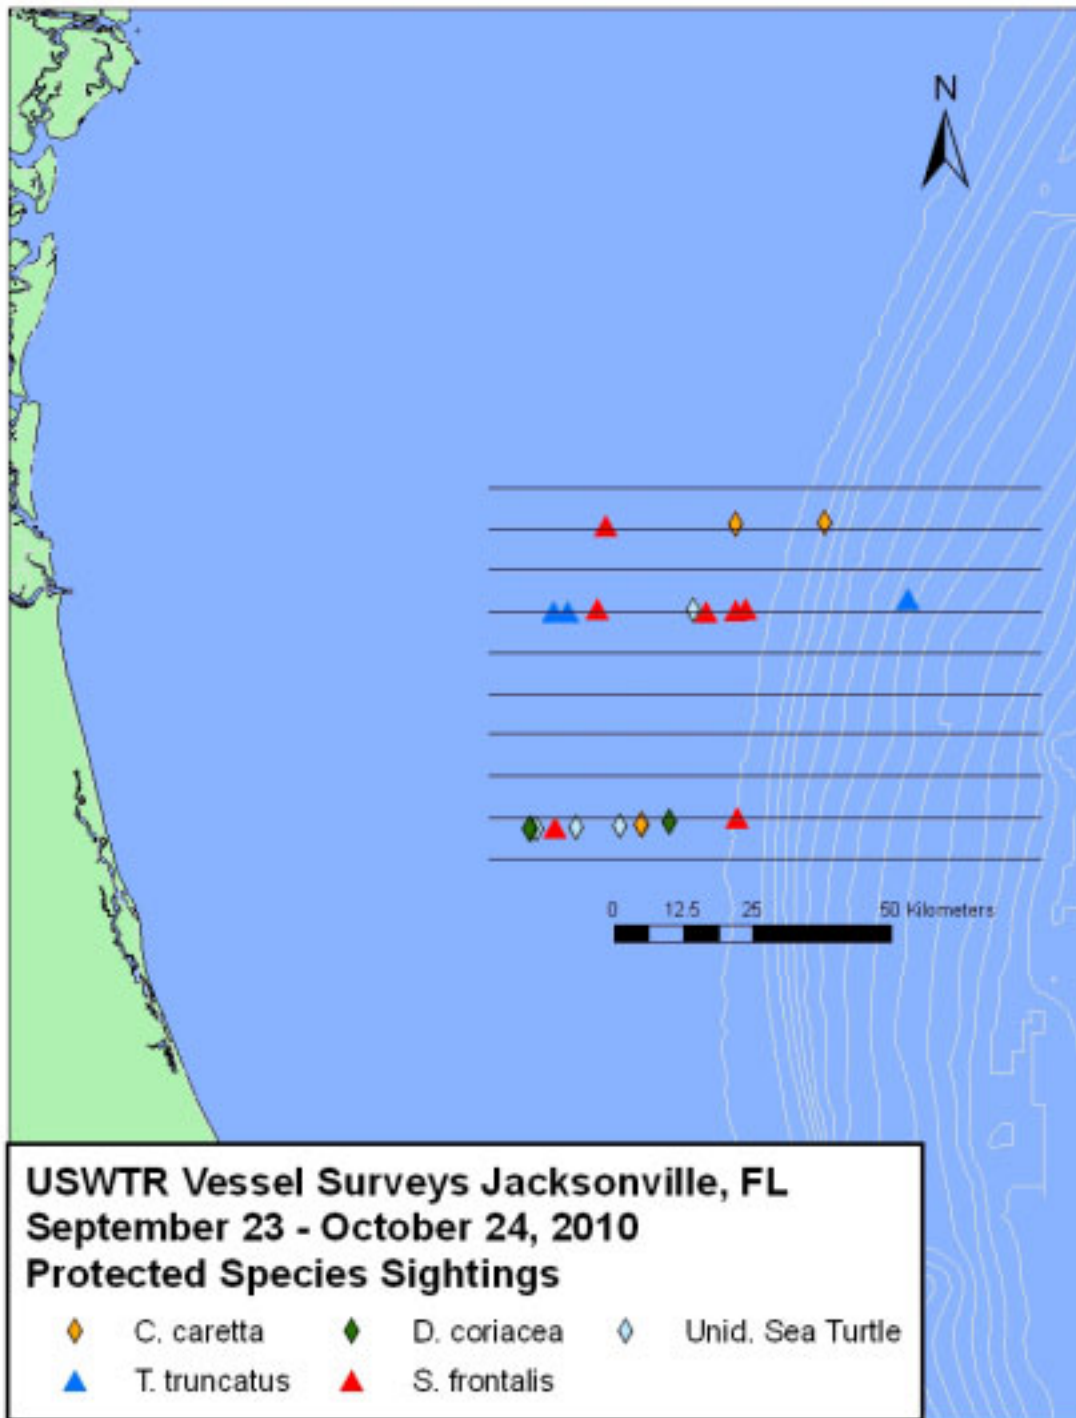 N
0 12.5 25 50 Kilometers
USWTR Vessel Surveys Jacksonville, FL
September 23 - October 24, 2010
Protected Species Sightings
C. caretta D. coriacea Unid. Sea Turtle
T. truncatus S. frontalis